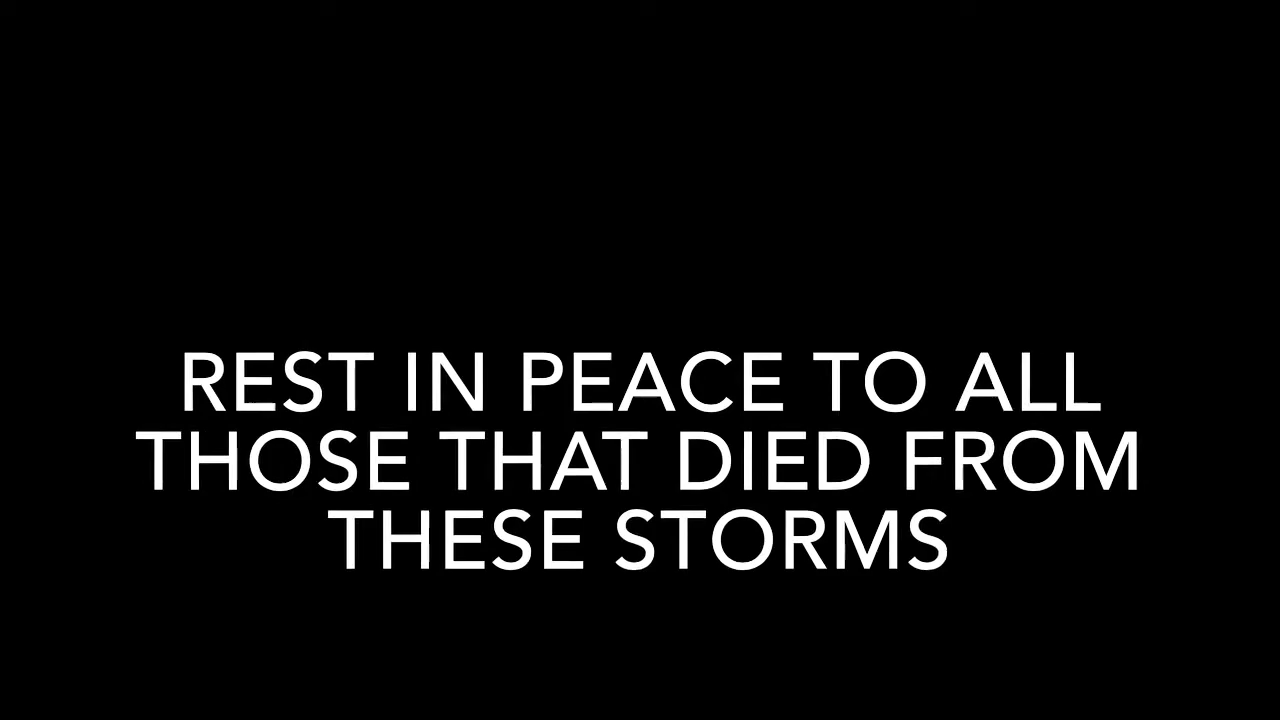 REST IN PEACE TO ALL
THOSE THAT DIED FROM
THESE STORMS